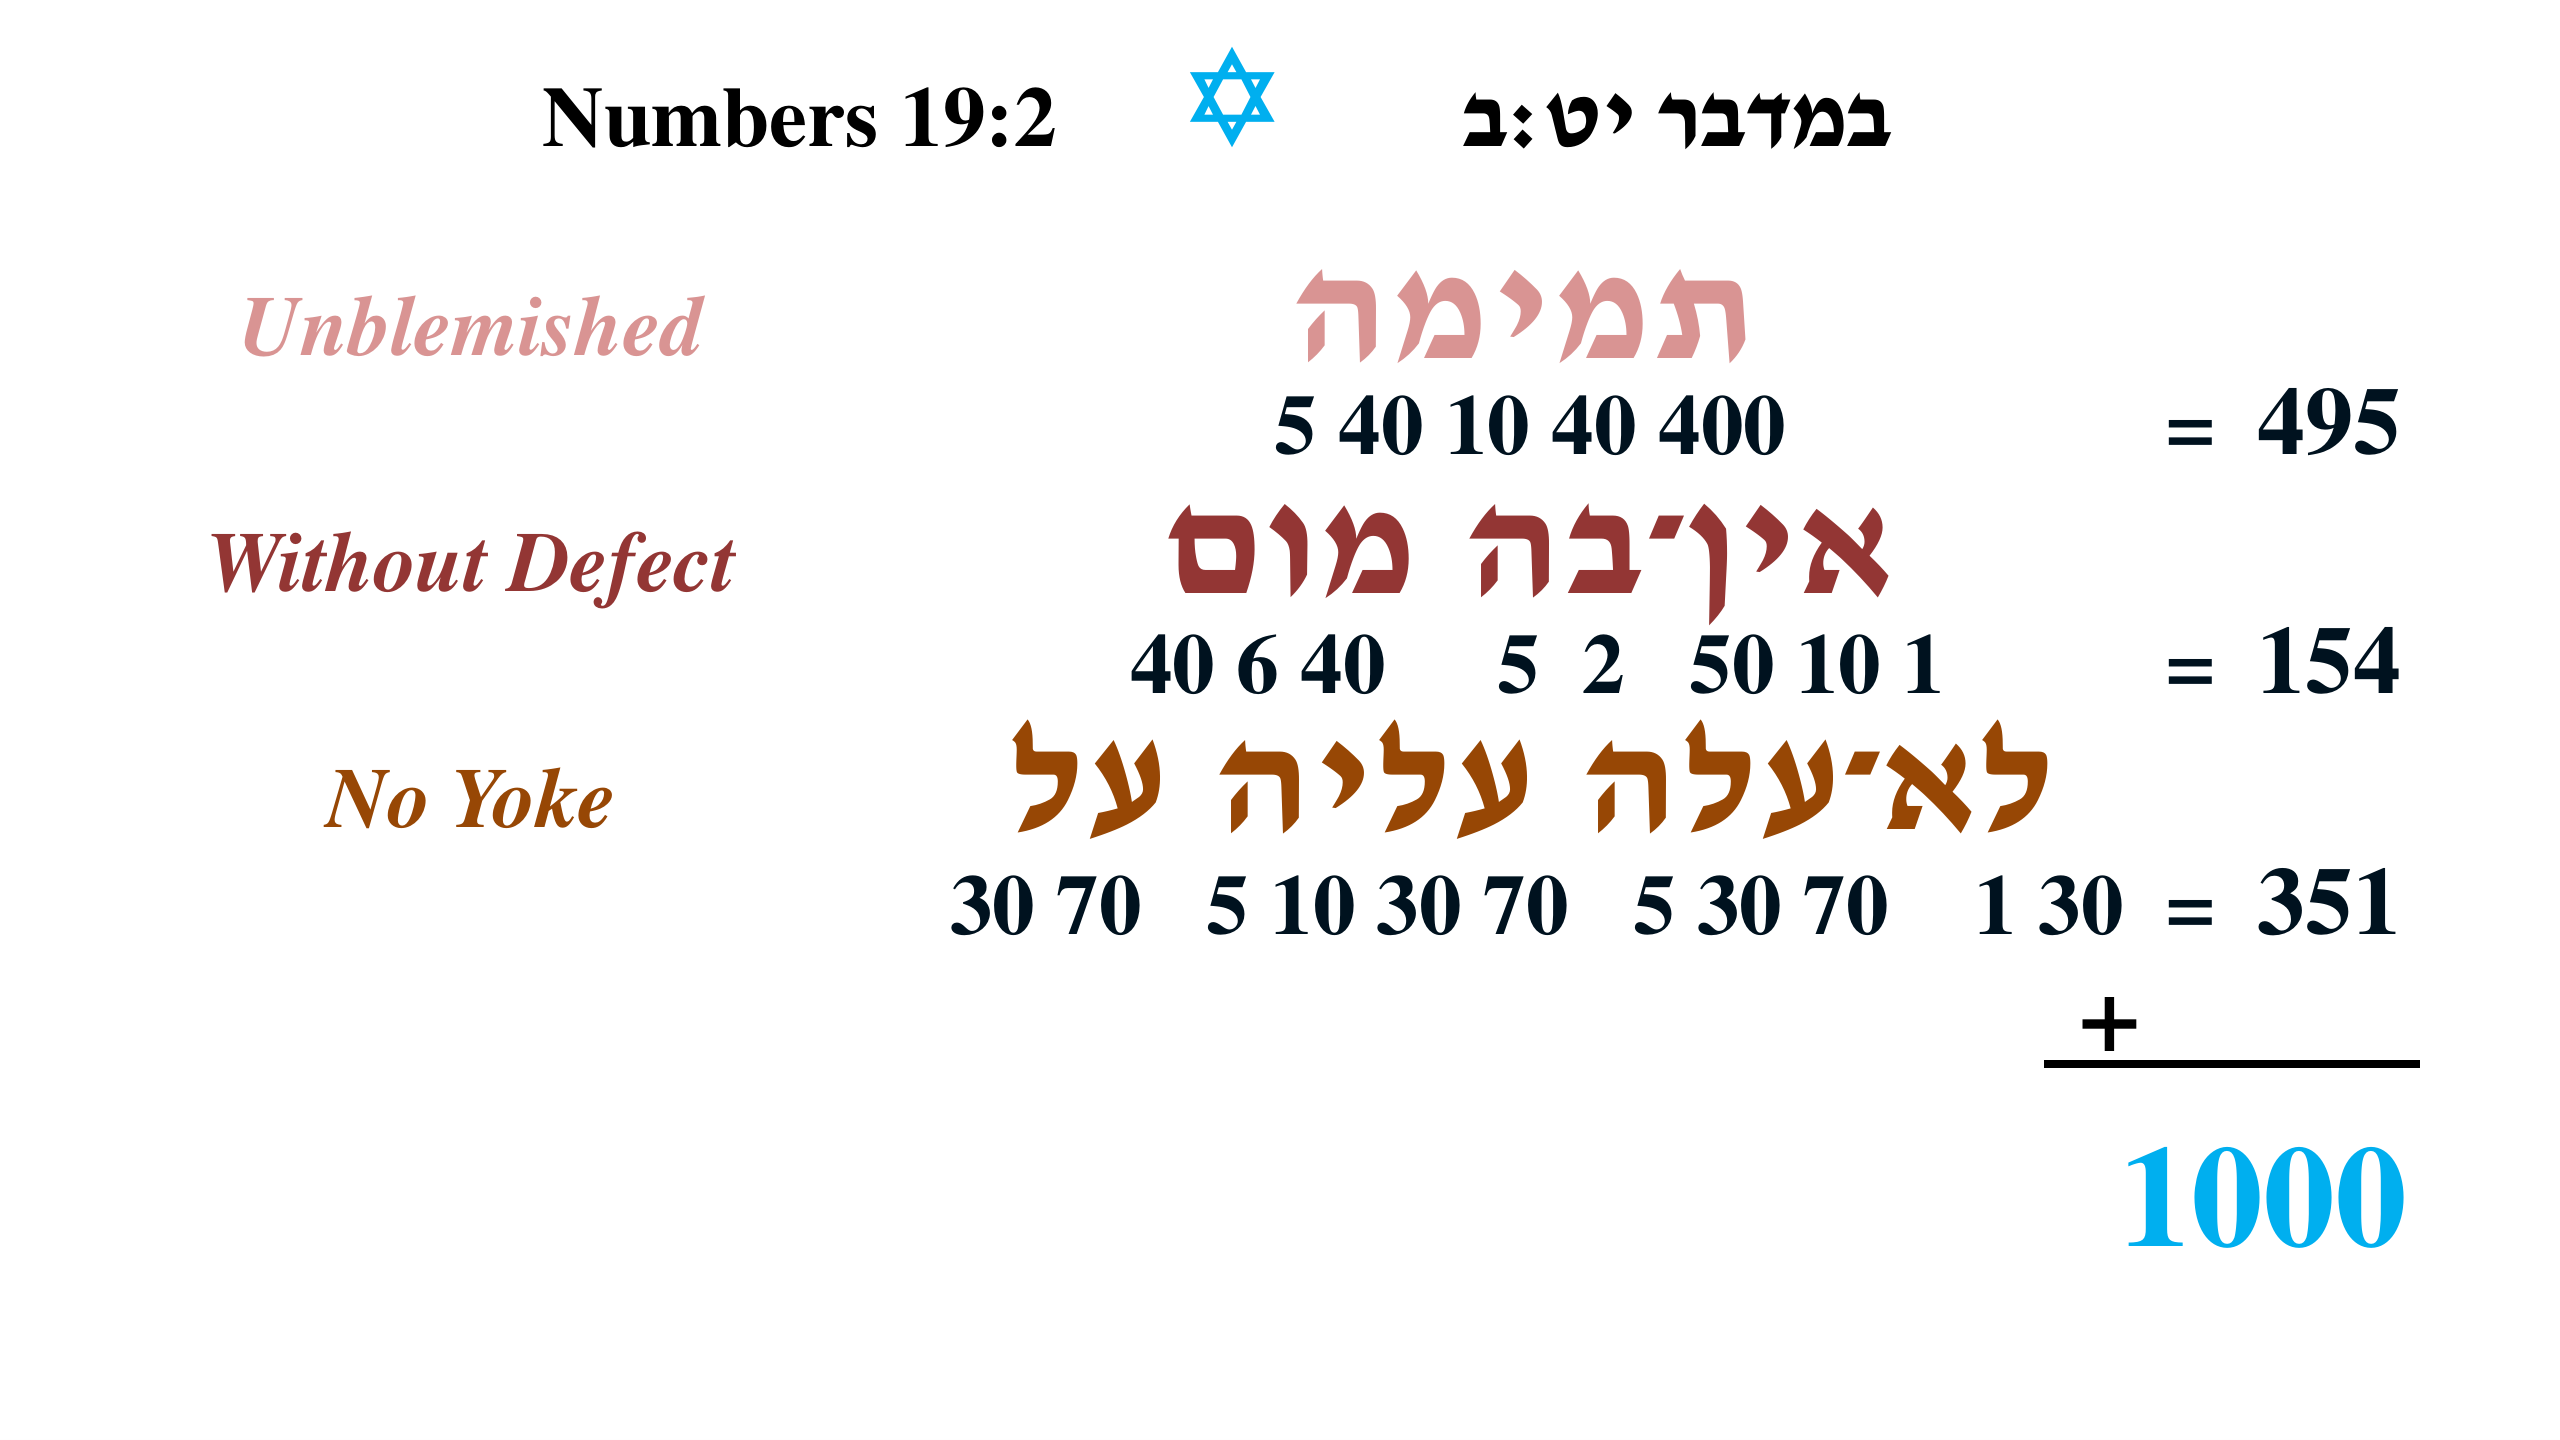 Numbers 19:2 ✡ במדבר יט:ב
Unblemished תמימה
5 40 10 40 400 = 495
Without Defect אין־בה מום
40 6 40 5 2 50 10 1 = 154
No Yoke לא־עלה עליה על
30 70 5 10 30 70 5 30 70 1 30 = 351
+
1000